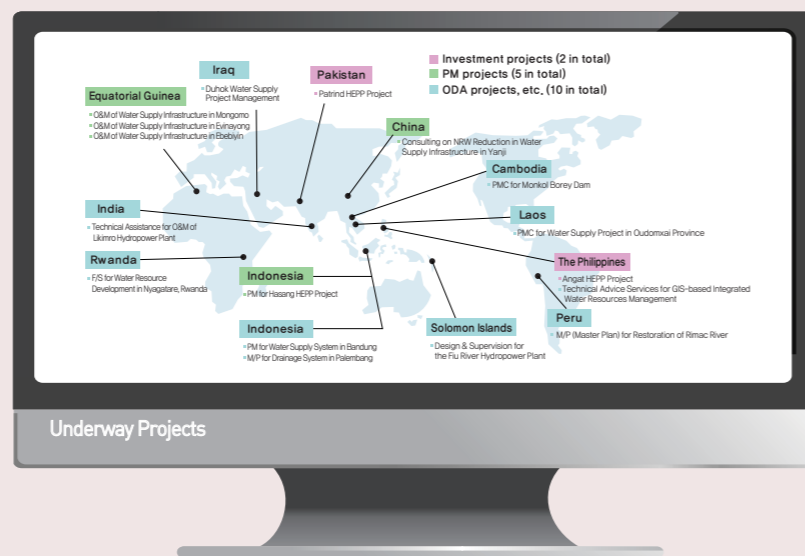 Investment projects (2 in total)
PM projects (5 in total)
ODA projects, etc. (10 in total)
Iraq
Duhok Water Supply
Project Management
Pakistan
Patrind HEPP Project
Equatorial Guinea
O&M of Water Supply Infrastructure in Mongomo
O&M of Water Supply Infrastructure in Evinayong
O&M of Water Supply Infrastructure in Ebebiyin
China
Consulting on NRW Reduction in Water
Supply Infrastructure in Yanji
Cambodia
PMC for Monkol Borey Dam
India
Technical Assistance for O&M of
Likimro Hydropower Plant
Laos
PMC for Water Supply Project in Oudomxai Province
Rwanda
F/S for Water Resource
Development in Nyagatare, Rwanda
Indonesia
PM for Hasang HEPP Project
The Philippines
Angat HEPP Project
Technical Advice Services for GIS-based Integrated
Water Resources Management
Indonesia
PM for Water Supply System in Bandung
M/P for Drainage System in Palembang
Solomon Islands
Design & Supervision for
the Fiu River Hydropower Plant
Peru
M/P (Master Plan) for Restoration of Rimac River
Underway Projects